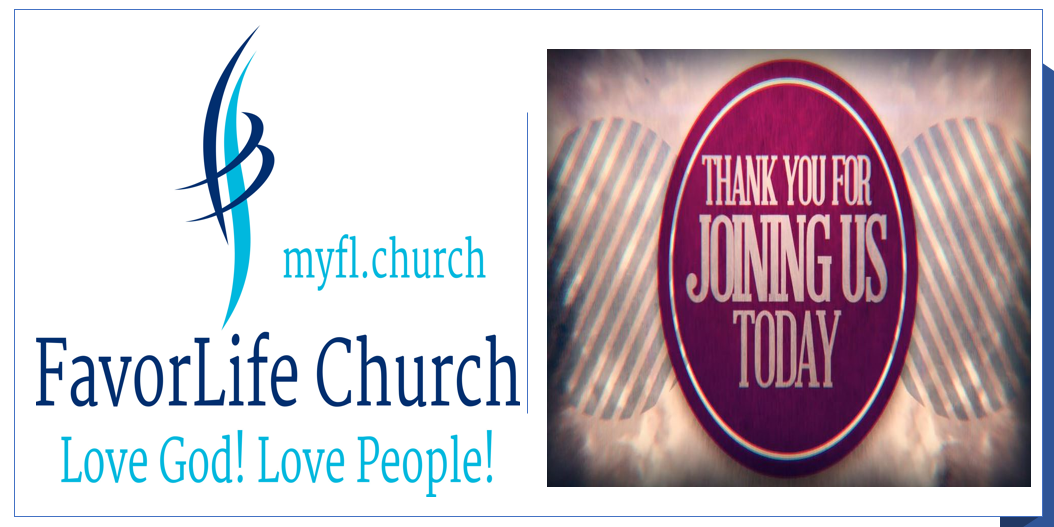 myfl.church
FavorLife Church
Love God! Love People!
THANK YOU FOR
JOINING US
TODAY